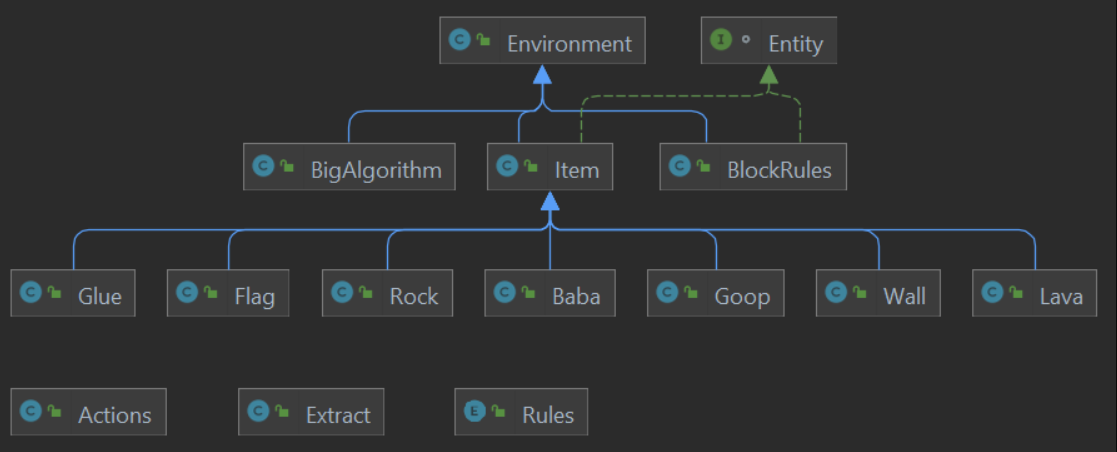 C Environment I Entity
C BigAlgorithm C Item C BlockRules
C Glue C Flag C Rock C Baba C Goop C Wall C Lava
C Actions C Extract E Rules